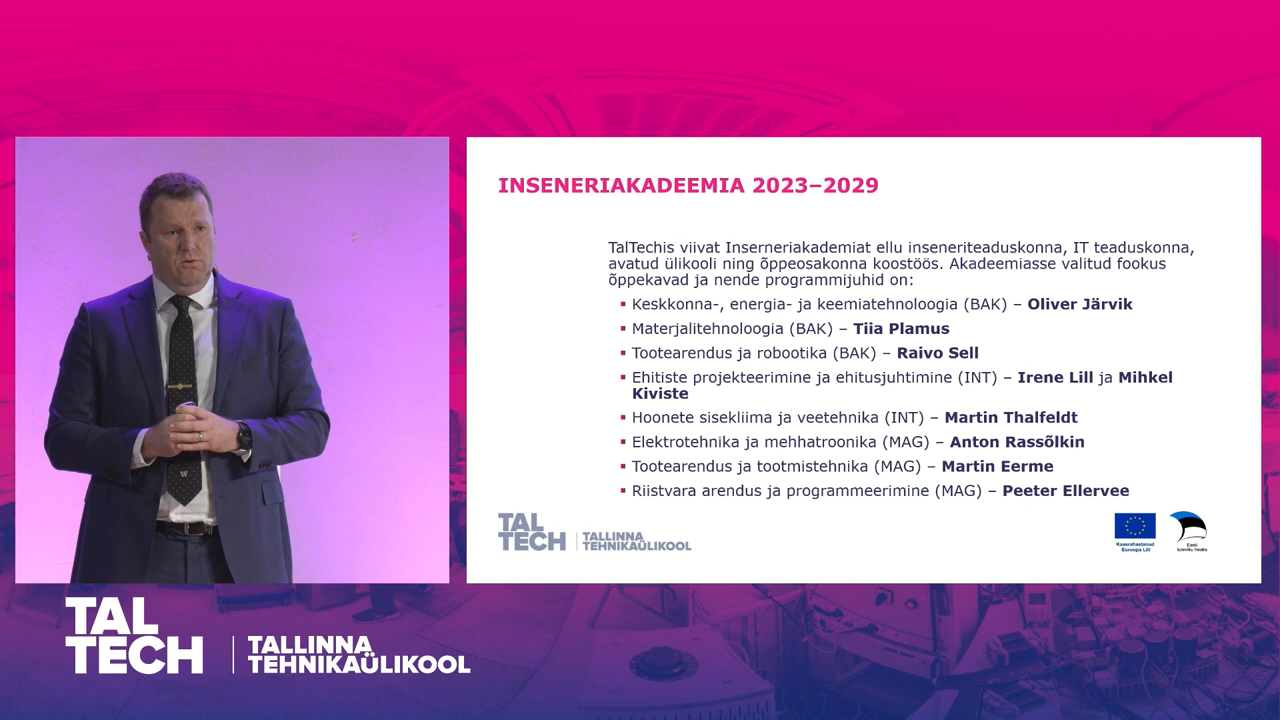 INSENERIAKADEEMIA 2023–2029
TalTechis viivat Inserneriakademiat ellu inseneriteaduskonna, IT teaduskonna,
avatud ülikooli ning õppeosakonna koostöös. Akadeemiasse valitud fookus
õppekavad ja nende programmijuhid on:
▪ Keskkonna-, energia- ja keemiatehnoloogia (BAK) – Oliver Järvik
▪ Materjalitehnoloogia (BAK) – Tiia Plamus
▪ Tootearendus ja robootika (BAK) – Raivo Sell
▪ Ehitiste projekteerimine ja ehitusjuhtimine (INT) – Irene Lill ja Mihkel
Kiviste
▪ Hoonete sisekliima ja veetehnika (INT) – Martin Thalfeldt
▪ Elektrotehnika ja mehhatroonika (MAG) – Anton Rassõlkin
▪ Tootearendus ja tootmistehnika (MAG) – Martin Eerme
▪ Riistvara arendus ja programmeerimine (MAG) – Peeter Ellervee
TAL
TECH
TALLINNA
TEHNIKAÜLIKOOL
Kaasrahastanud
Euroopa Liit
Eesti
tuleviku heaks
W
TAL
TECH
TALLINNA
TEHNIKAÜLIKOOL